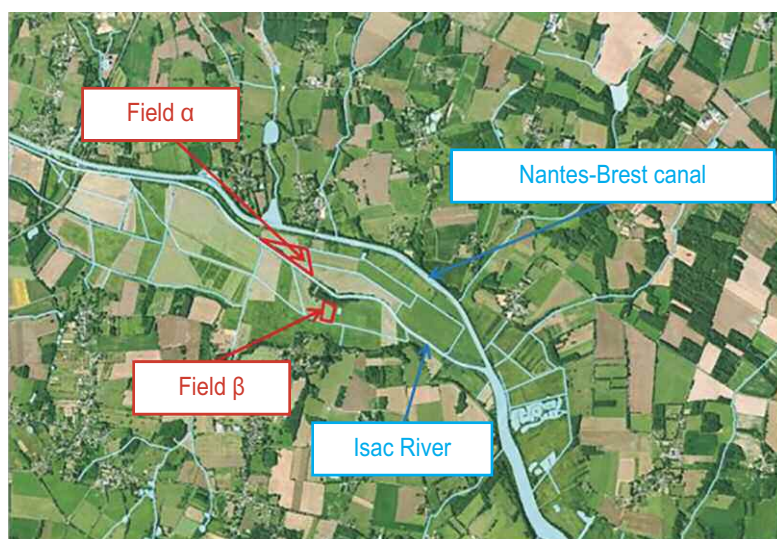 Field α
Nantes-Brest canal
Field β
Isac River